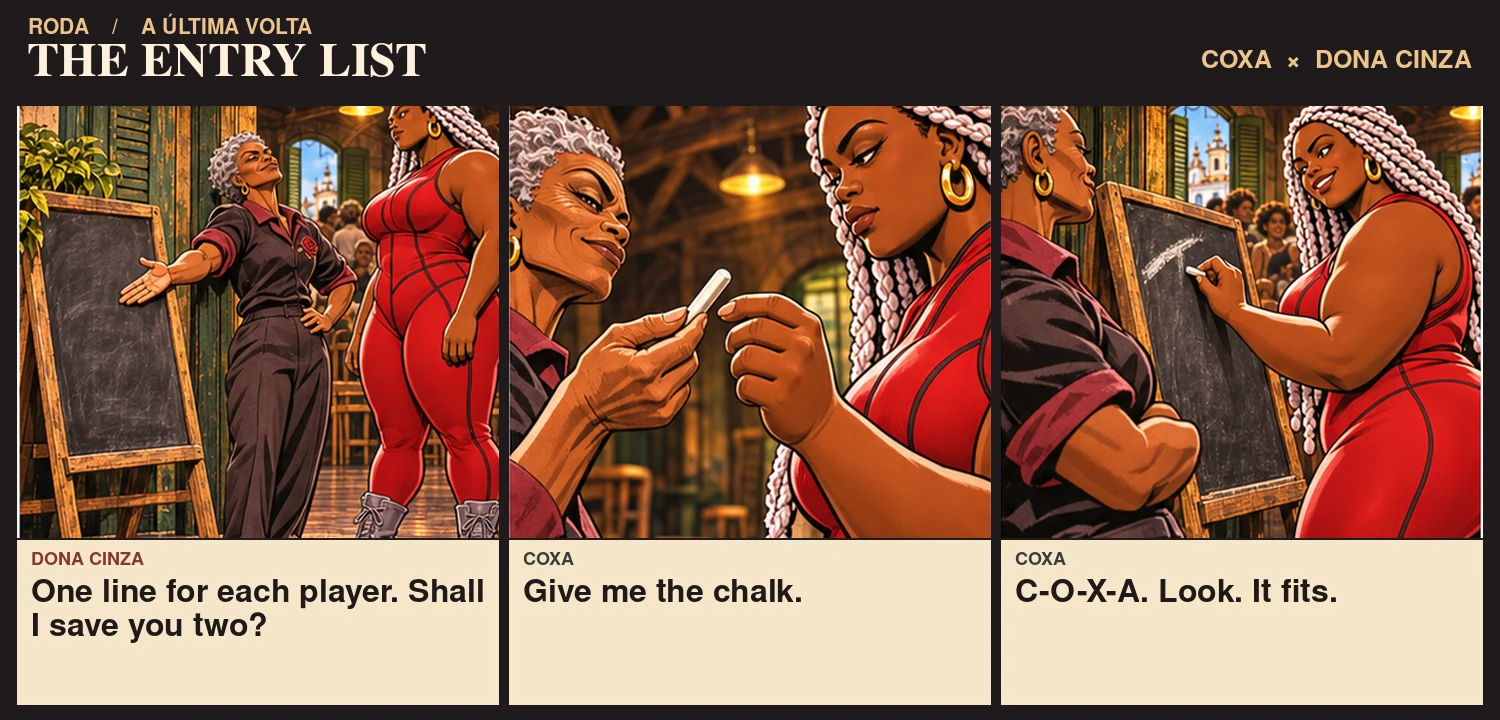 RODA / A ÚLTIMA VOLTA
THE ENTRY LIST
COXA × DONA CINZA
DONA CINZA
One line for each player. Shall
I save you two?
COXA
Give me the chalk.
COXA
C-O-X-A. Look. It fits.